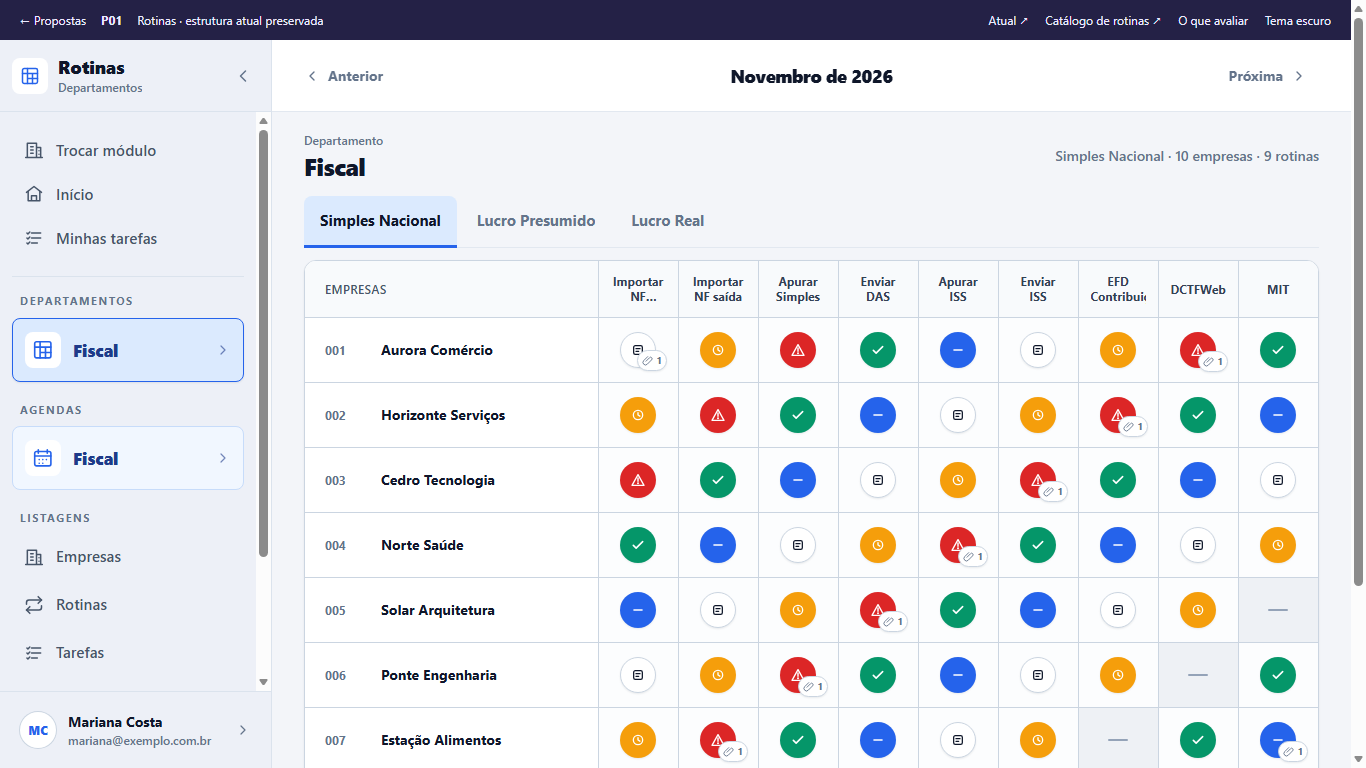 ← Propostas P01 Rotinas · estrutura atual preservada Atual ↗ Catálogo de rotinas ↗ O que avaliar Tema escuro
Rotinas
Departamentos
Anterior Novembro de 2026 Próxima
Trocar módulo
Início
Minhas tarefas
DEPARTAMENTOS
Fiscal
AGENDAS
Fiscal
LISTAGENS
Empresas
Rotinas
Tarefas
MC Mariana Costa
mariana@exemplo.com.br
Departamento
Fiscal
Simples Nacional · 10 empresas · 9 rotinas
Simples Nacional Lucro Presumido Lucro Real
EMPRESAS
Importar NF...
Importar NF saída
Apurar Simples
Enviar DAS
Apurar ISS
Enviar ISS
EFD Contribui
DCTFWeb
MIT
001 Aurora Comércio 1 1
002 Horizonte Serviços 1
003 Cedro Tecnologia 1
004 Norte Saúde 1
005 Solar Arquitetura 1 —
006 Ponte Engenharia 1 —
007 Estação Alimentos 1 — 1